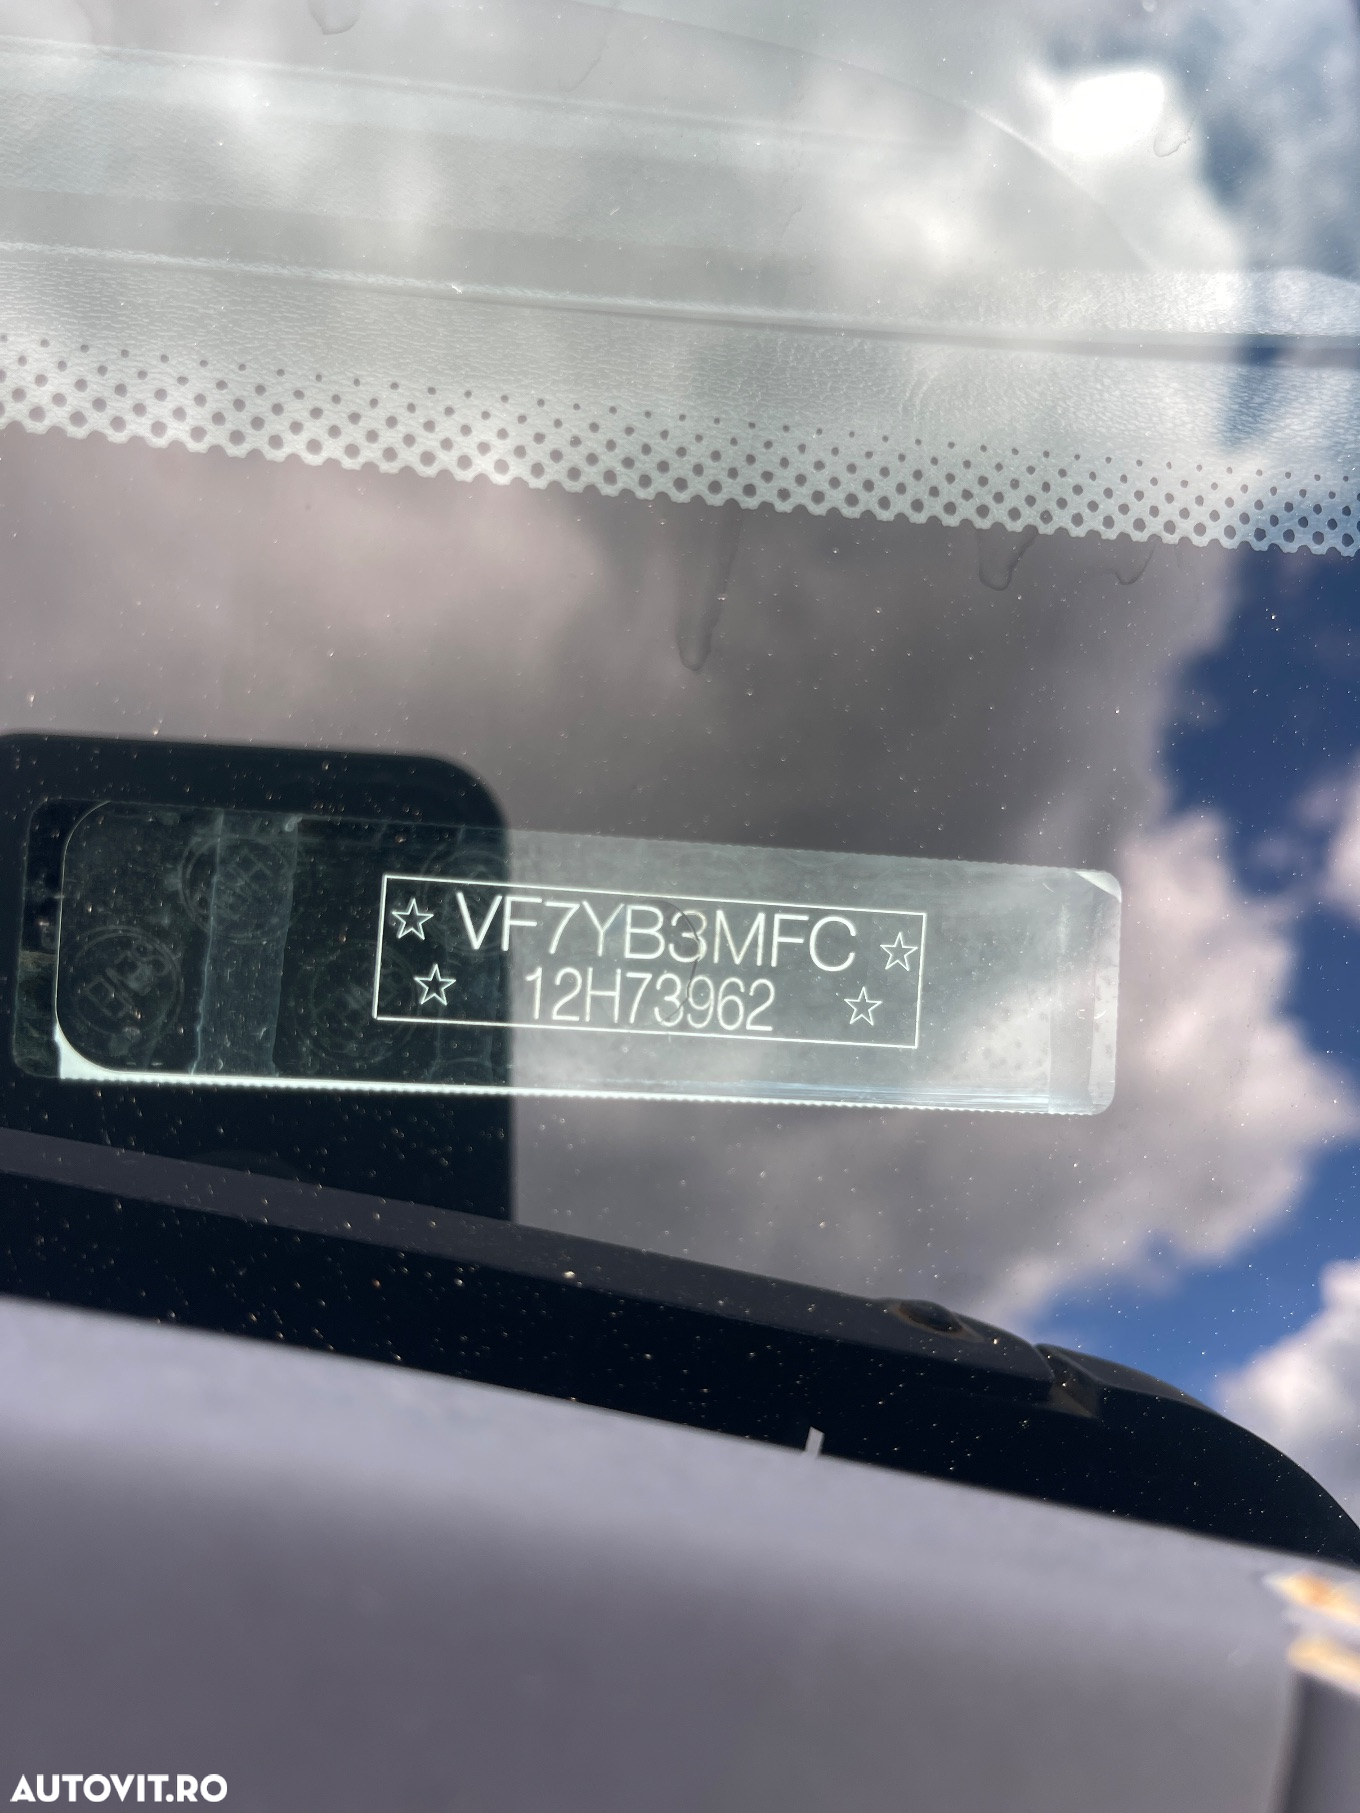 ☆ VF7YB3MFC ☆
☆ 12H73962 ☆
AUTOVIT.RO